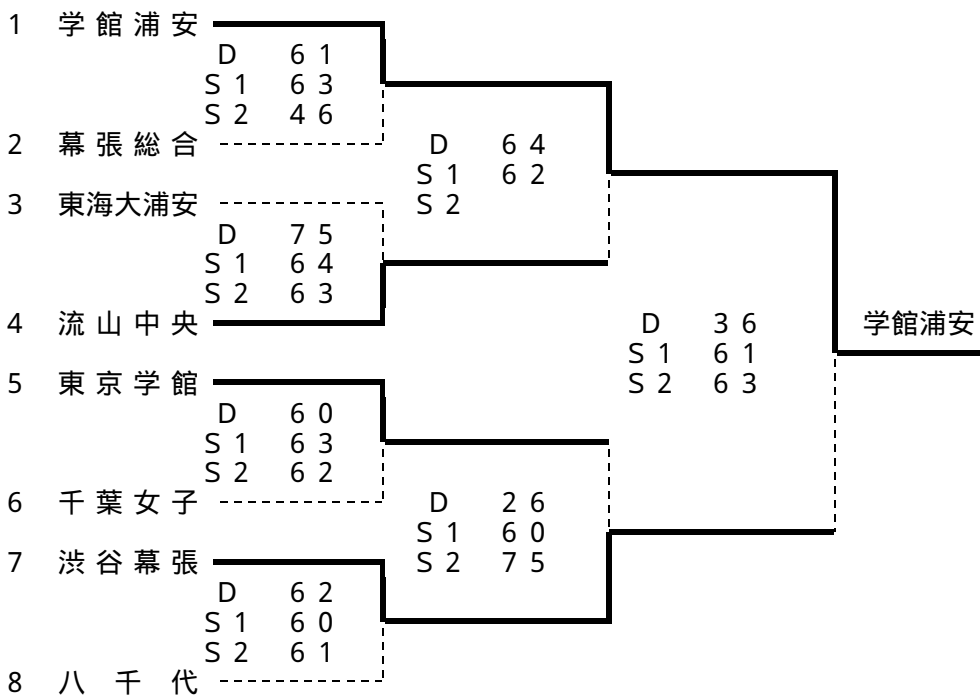 1 学館浦安
D 6 1
S 1 6 3
S 2 4 6
2 幕張総合
D 6 4
S 1 6 2
S 2
3 東海大浦安
D 7 5
S 1 6 4
S 2 6 3
4 流山中央
D 3 6
S 1 6 1
S 2 6 3
学館浦安
5 東京学館
D 6 0
S 1 6 3
S 2 6 2
6 千葉女子
D 2 6
S 1 6 0
S 2 7 5
7 渋谷幕張
D 6 2
S 1 6 0
S 2 6 1
8 八千代